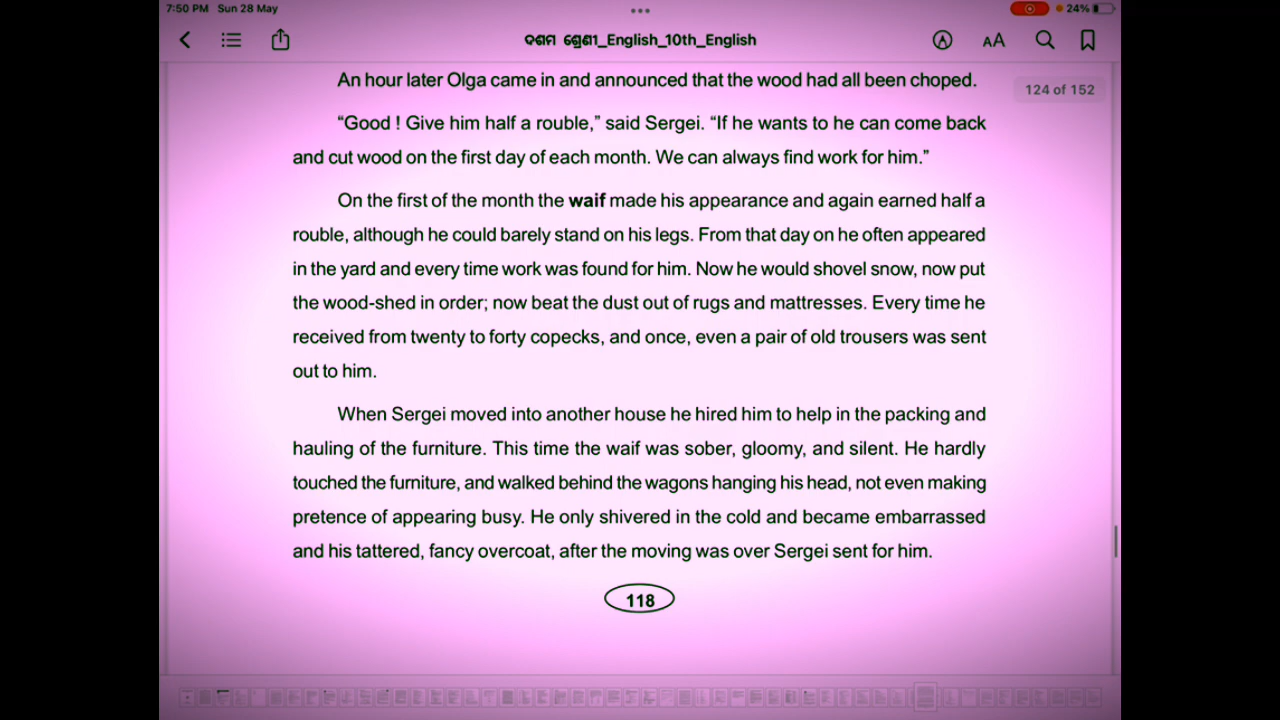 7:50 PM Sun 28 May
24%
ଦଶମ ଶ୍ରେଣୀ_English_10th_English
AA
124 of 152
An hour later Olga came in and announced that the wood had all been choped.
“Good ! Give him half a rouble,” said Sergei. “If he wants to he can come back
and cut wood on the first day of each month. We can always find work for him.”
On the first of the month the waif made his appearance and again earned half a
rouble, although he could barely stand on his legs. From that day on he often appeared
in the yard and every time work was found for him. Now he would shovel snow, now put
the wood-shed in order; now beat the dust out of rugs and mattresses. Every time he
received from twenty to forty copecks, and once, even a pair of old trousers was sent
out to him.
When Sergei moved into another house he hired him to help in the packing and
hauling of the furniture. This time the waif was sober, gloomy, and silent. He hardly
touched the furniture, and walked behind the wagons hanging his head, not even making
pretence of appearing busy. He only shivered in the cold and became embarrassed
and his tattered, fancy overcoat, after the moving was over Sergei sent for him.
118